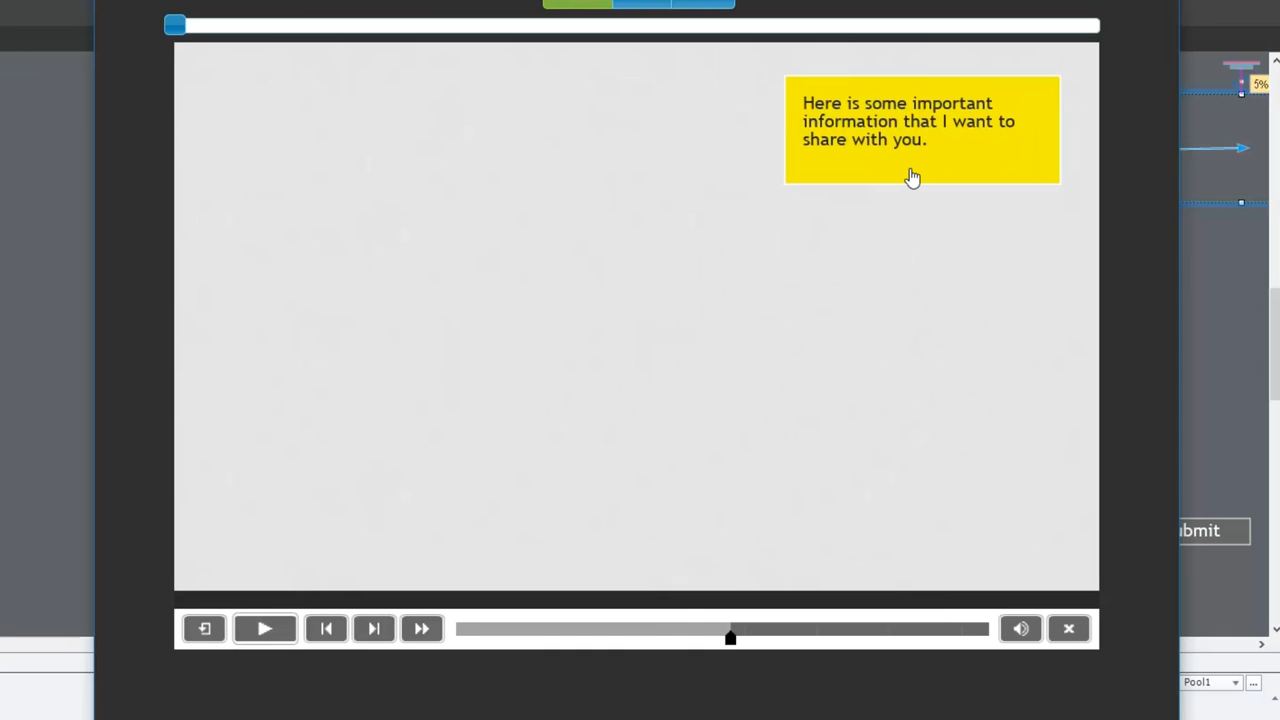 Here is some important
information that I want to
share with you.
5%
ubmit
Pool1
...